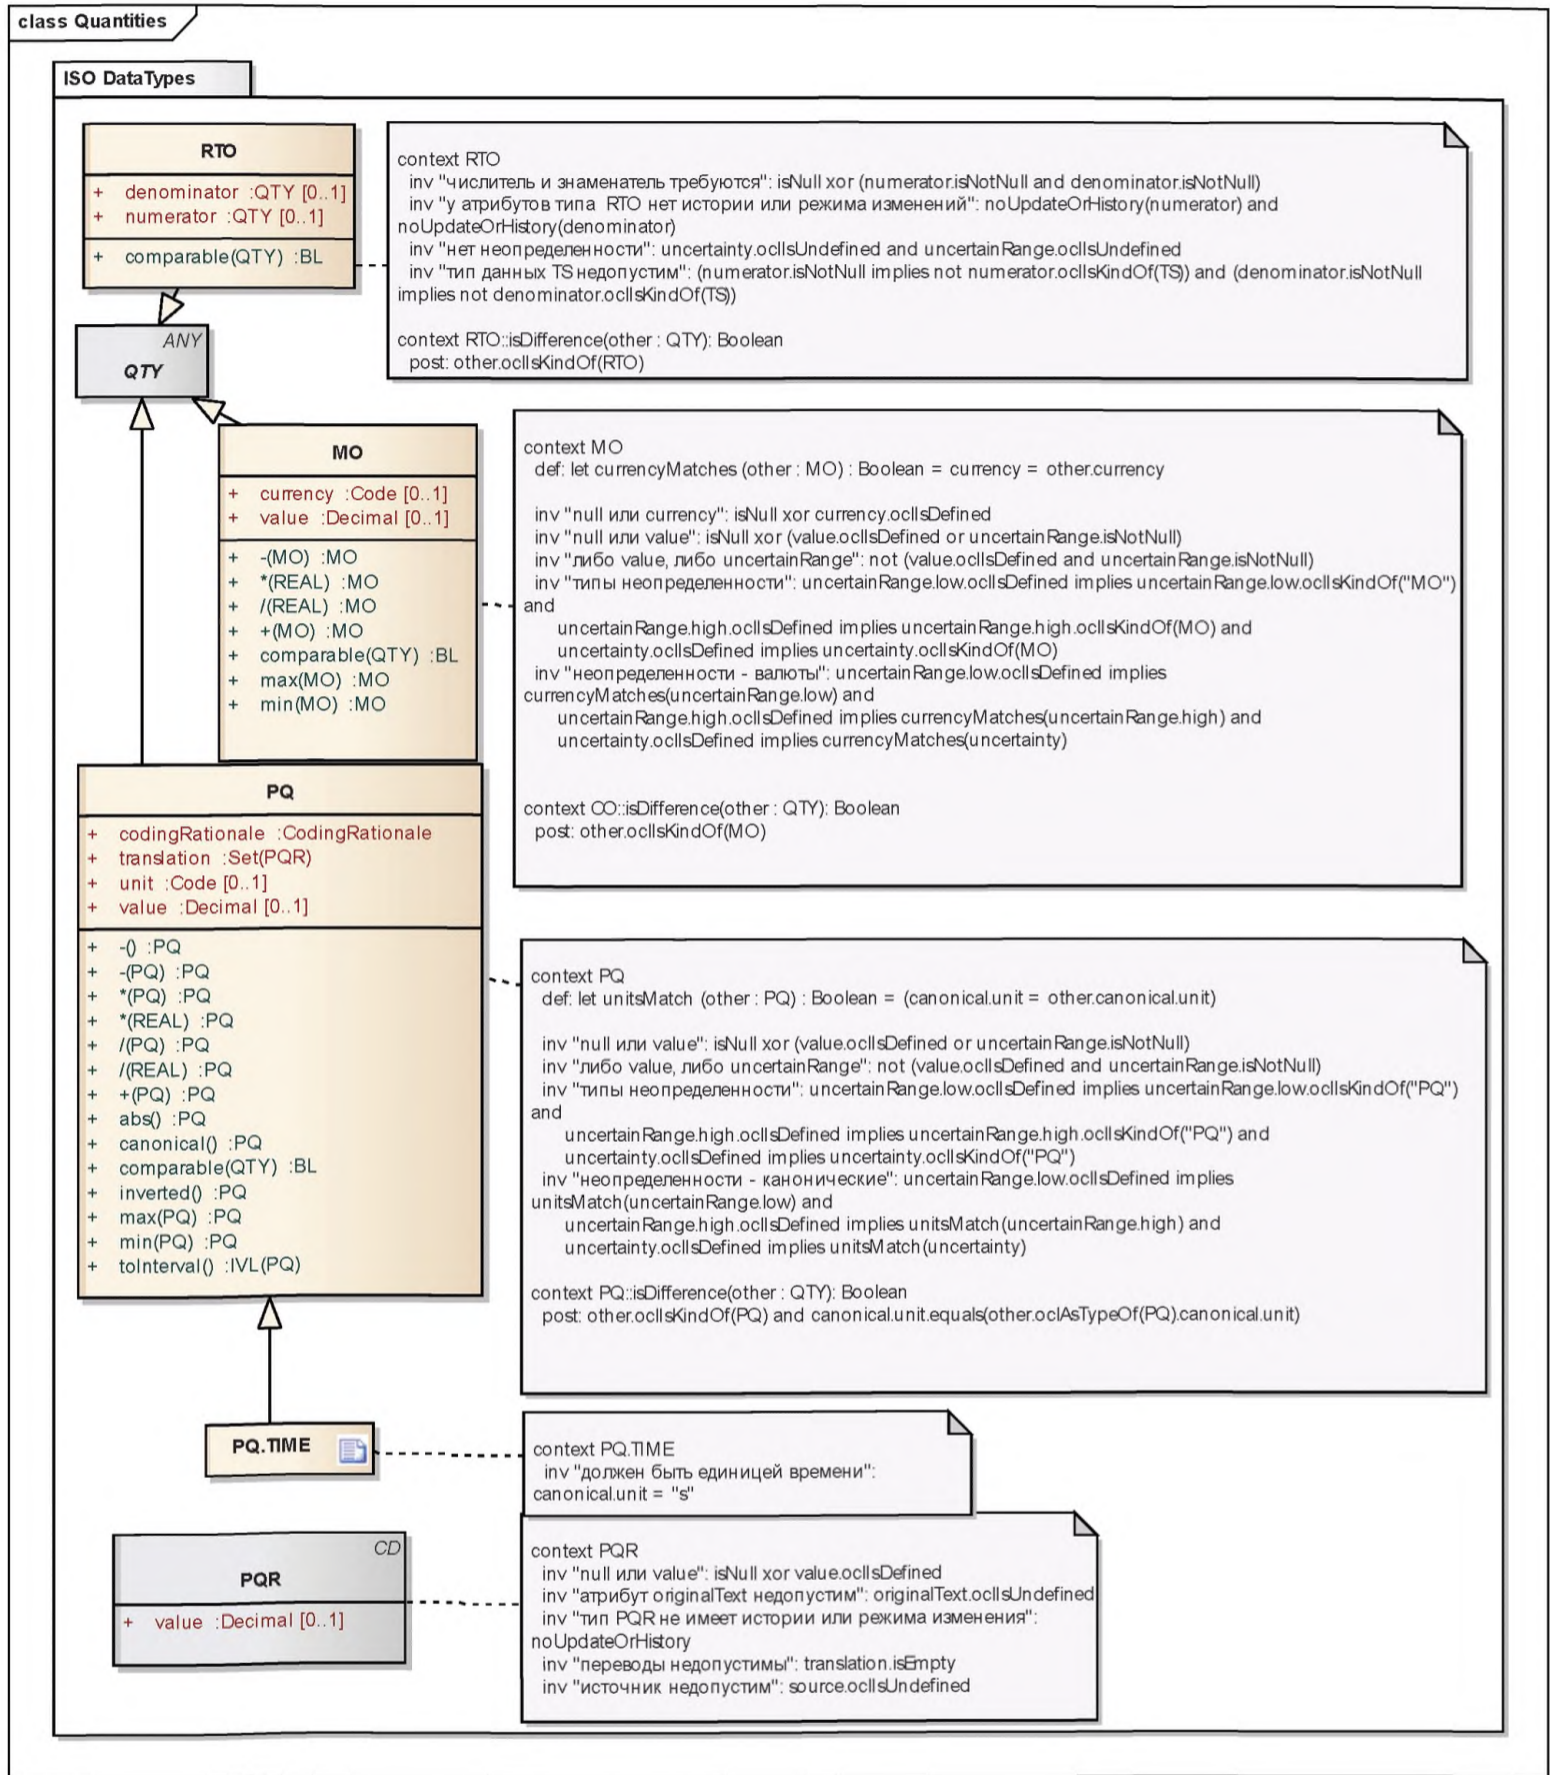 class Quantities
ISO DataTypes
RTO
+ denominator :QTY [0..1]
+ numerator :QTY [0..1]
+ comparable(QTY) :BL
context RTO
inv "числитель и знаменатель требуются": isNull xor (numerator.isNotNull and denominator.isNotNull)
inv "у атрибутов типа RTO нет истории или режима изменений": noUpdateOrHistory(numerator) and
noUpdateOrHistory(denominator)
inv "нет неопределенности": uncertainty.oclIsUndefined and uncertainRange.oclIsUndefined
inv "тип данных TS недопустим": (numerator.isNotNull implies not numerator.oclIsKindOf(TS)) and (denominator.isNotNull
implies not denominator.oclIsKindOf(TS))
context RTO::isDifference(other : QTY): Boolean
post: other.oclIsKindOf(RTO)
ANY
QTY
MO
+ currency :Code [0..1]
+ value :Decimal [0..1]
+ -(MO) :MO
+ *(REAL) :MO
+ /(REAL) :MO
+ +(MO) :MO
+ comparable(QTY) :BL
+ max(MO) :MO
+ min(MO) :MO
context MO
def: let currencyMatches (other : MO) : Boolean = currency = other.currency
inv "null или currency": isNull xor currency.oclIsDefined
inv "null или value": isNull xor (value.oclIsDefined or uncertainRange.isNotNull)
inv "либо value, либо uncertainRange": not (value.oclIsDefined and uncertainRange.isNotNull)
inv "типы неопределенности": uncertainRange.low.oclIsDefined implies uncertainRange.low.oclIsKindOf("MO")
and
uncertainRange.high.oclIsDefined implies uncertainRange.high.oclIsKindOf(MO) and
uncertainty.oclIsDefined implies uncertainty.oclIsKindOf(MO)
inv "неопределенности - валюты": uncertainRange.low.oclIsDefined implies
currencyMatches(uncertainRange.low) and
uncertainRange.high.oclIsDefined implies currencyMatches(uncertainRange.high) and
uncertainty.oclIsDefined implies currencyMatches(uncertainty)
context CO::isDifference(other : QTY): Boolean
post: other.oclIsKindOf(MO)
PQ
+ codingRationale :CodingRationale
+ translation :Set(PQR)
+ unit :Code [0..1]
+ value :Decimal [0..1]
+ -() :PQ
+ -(PQ) :PQ
+ *(PQ) :PQ
+ *(REAL) :PQ
+ /(PQ) :PQ
+ /(REAL) :PQ
+ +(PQ) :PQ
+ abs() :PQ
+ canonical() :PQ
+ comparable(QTY) :BL
+ inverted() :PQ
+ max(PQ) :PQ
+ min(PQ) :PQ
+ toInterval() :IVL(PQ)
context PQ
def: let unitsMatch (other : PQ) : Boolean = (canonical.unit = other.canonical.unit)
inv "null или value": isNull xor (value.oclIsDefined or uncertainRange.isNotNull)
inv "либо value, либо uncertainRange": not (value.oclIsDefined and uncertainRange.isNotNull)
inv "типы неопределенности": uncertainRange.low.oclIsDefined implies uncertainRange.low.oclIsKindOf("PQ")
and
uncertainRange.high.oclIsDefined implies uncertainRange.high.oclIsKindOf("PQ") and
uncertainty.oclIsDefined implies uncertainty.oclIsKindOf("PQ")
inv "неопределенности - канонические": uncertainRange.low.oclIsDefined implies
unitsMatch(uncertainRange.low) and
uncertainRange.high.oclIsDefined implies unitsMatch(uncertainRange.high) and
uncertainty.oclIsDefined implies unitsMatch(uncertainty)
context PQ::isDifference(other : QTY): Boolean
post: other.oclIsKindOf(PQ) and canonical.unit.equals(other.oclAsTypeOf(PQ).canonical.unit)
PQ.TIME
context PQ.TIME
inv "должен быть единицей времени":
canonical.unit = "s"
CD
PQR
+ value :Decimal [0..1]
context PQR
inv "null или value": isNull xor value.oclIsDefined
inv "атрибут originalText недопустим": originalText.oclIsUndefined
inv "тип PQR не имеет истории или режима изменения":
noUpdateOrHistory
inv "переводы недопустимы": translation.isEmpty
inv "источник недопустим": source.oclIsUndefined